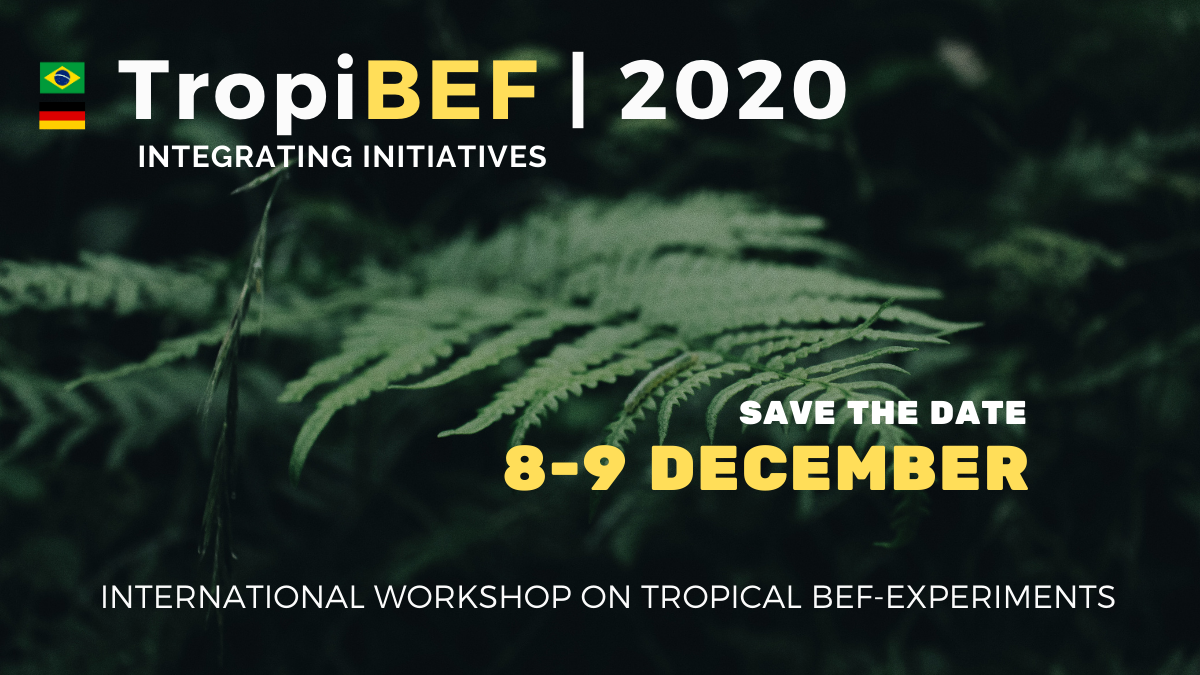 TropiBEF | 2020
INTEGRATING INITIATIVES
SAVE THE DATE
8-9 DECEMBER
INTERNATIONAL WORKSHOP ON TROPICAL BEF-EXPERIMENTS